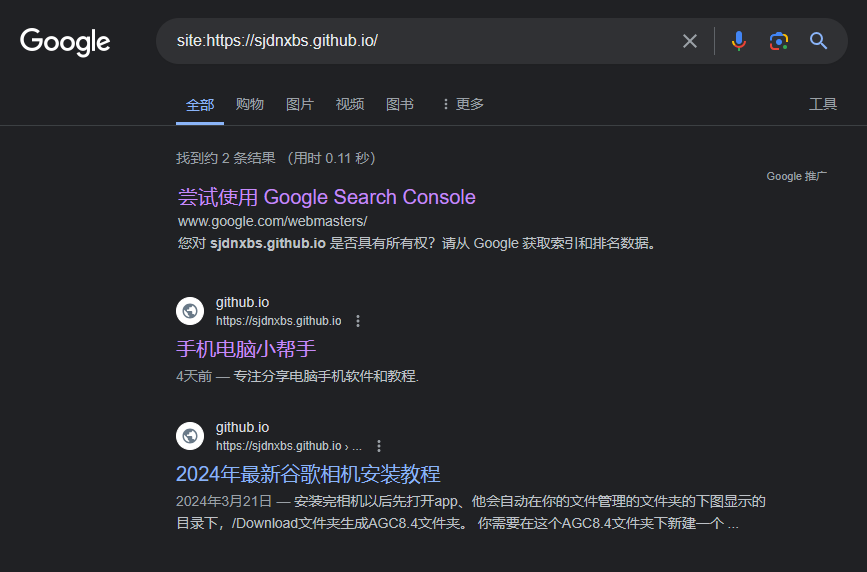 Google
site:https://sjdnxbs.github.io/
全部 购物 图片 视频 图书 更多 工具
找到约 2 条结果 （用时 0.11 秒）
Google 推广
尝试使用 Google Search Console
www.google.com/webmasters/
您对 sjdnxbs.github.io 是否具有所有权？请从 Google 获取索引和排名数据。
github.io
https://sjdnxbs.github.io
手机电脑小帮手
4天前 — 专注分享电脑手机软件和教程.
github.io
https://sjdnxbs.github.io › ...
2024年最新谷歌相机安装教程
2024年3月21日 — 安装完相机以后先打开app、他会自动在你的文件管理的文件夹的下图显示的
目录下，/Download文件夹生成AGC8.4文件夹。 你需要在这个AGC8.4文件夹下新建一个 ...